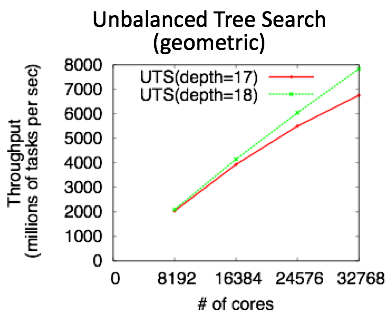 Unbalanced Tree Search
(geometric)
Throughput
(millions of tasks per sec)
8000
7000
6000
5000
4000
3000
2000
1000
0
UTS(depth=17)
UTS(depth=18)
0 8192 16384 24576 32768
# of cores